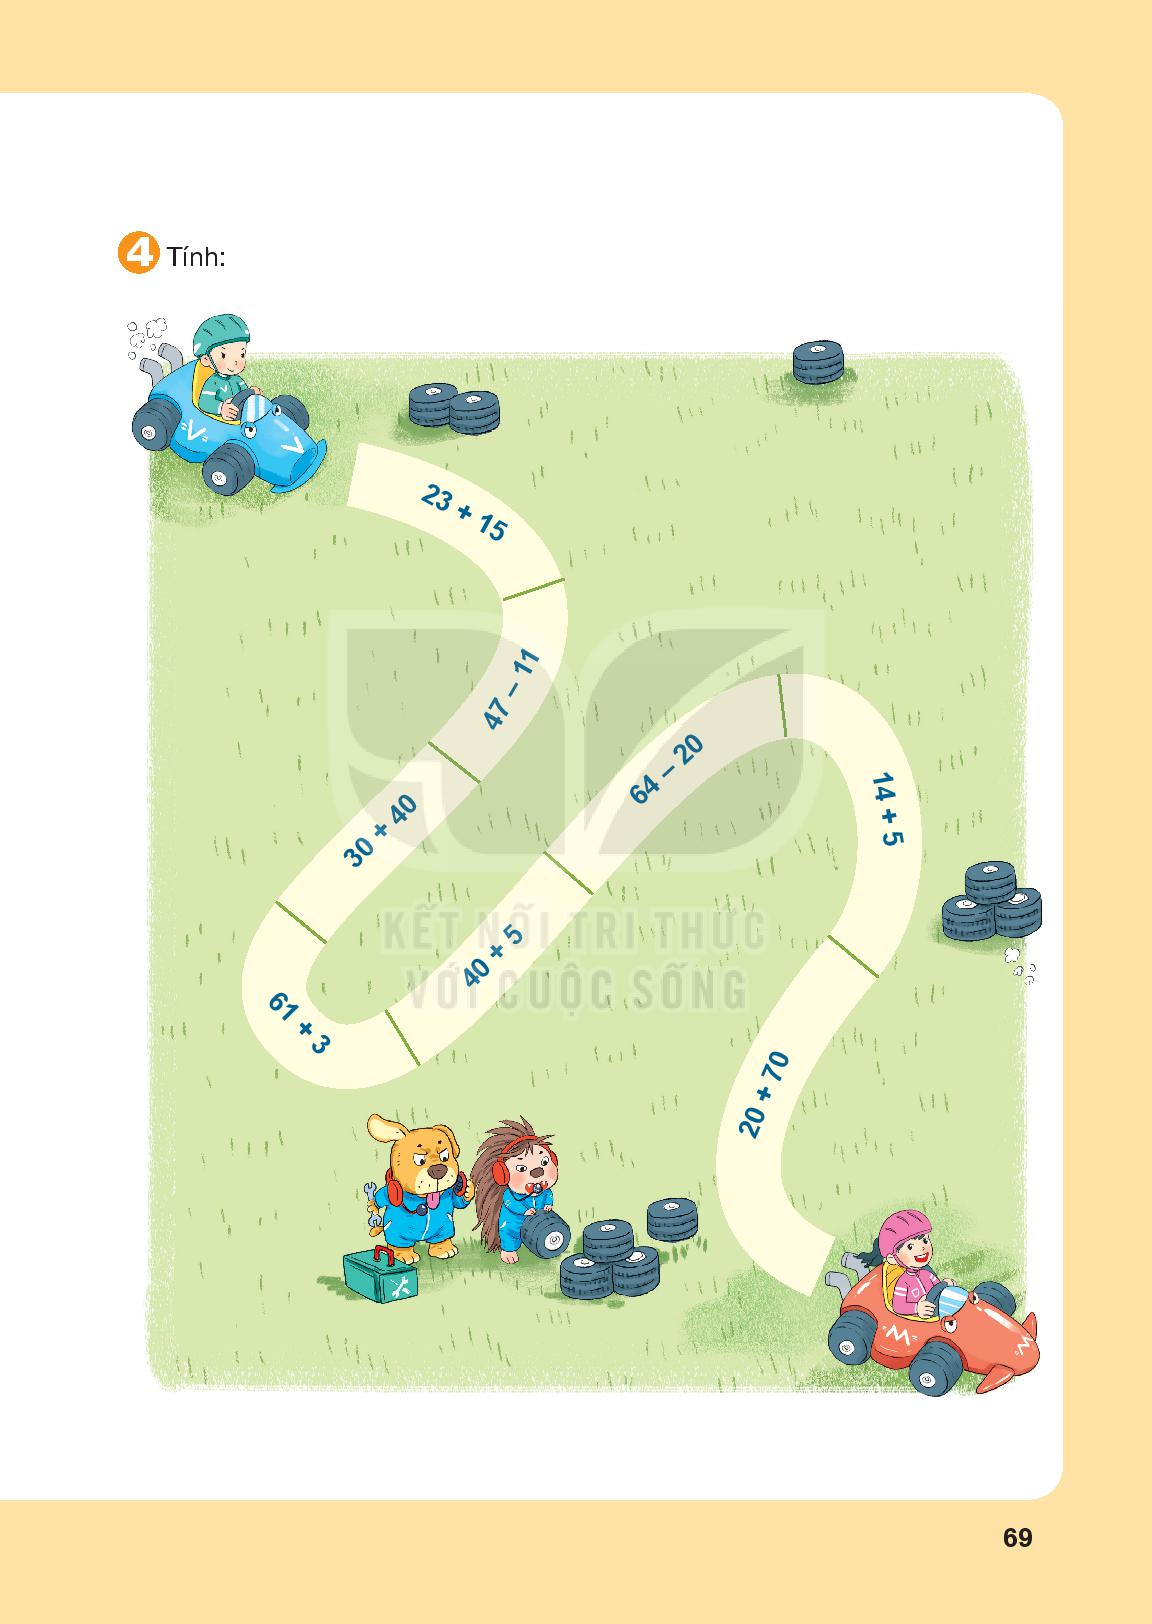 4 Tính:
23 + 15
47 – 11
30 + 40
61 + 3
40 + 5
64 – 20
14 + 5
20 + 70
V
V
M
M
KẾT NỐI TRI THỨC
VỚI CUỘC SỐNG
69